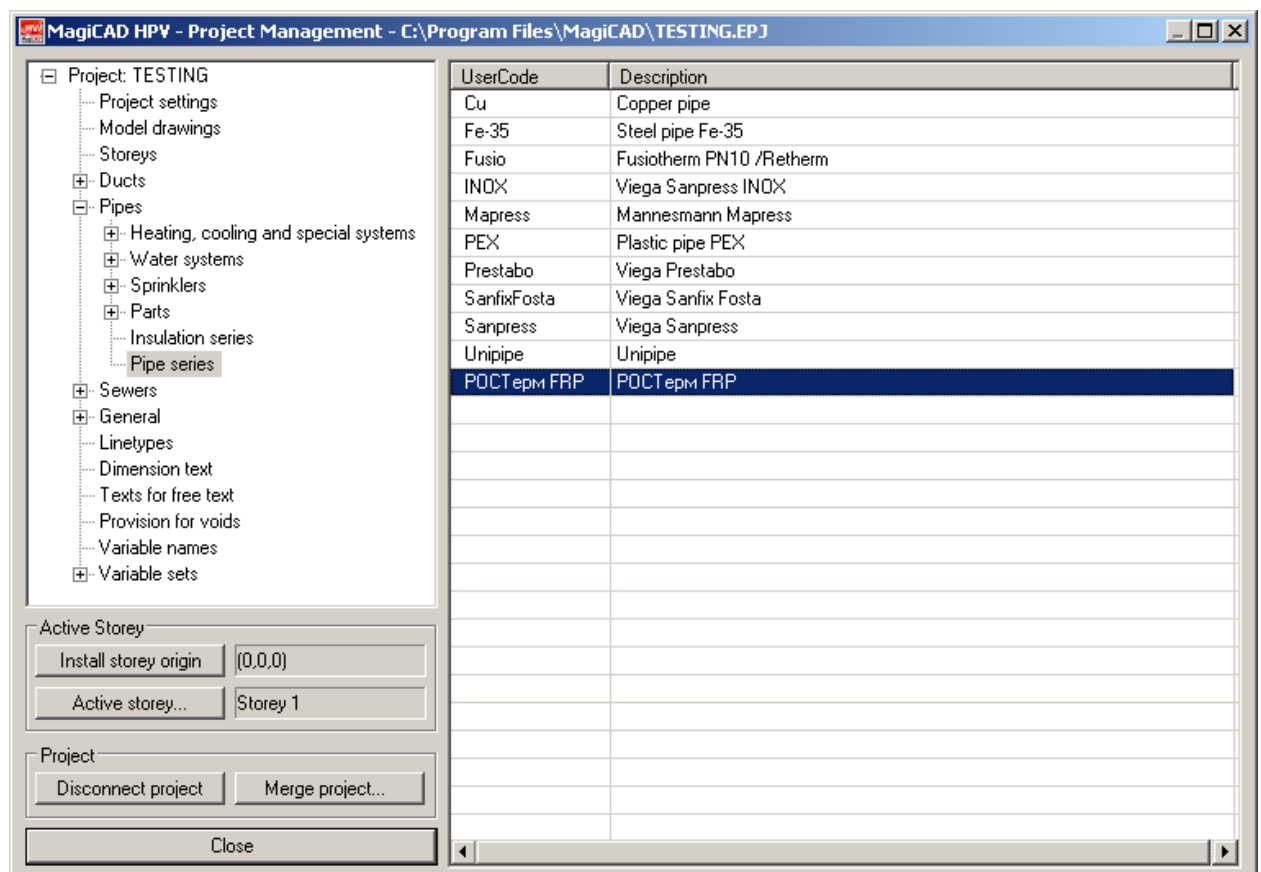 MagiCAD HPV - Project Management - C:\Program Files\MagiCAD\TESTING.EPJ
Project: TESTING
Project settings
Model drawings
Storeys
Ducts
Pipes
Heating, cooling and special systems
Water systems
Sprinklers
Parts
Insulation series
Pipe series
Sewers
General
Linetypes
Dimension text
Texts for free text
Provision for voids
Variable names
Variable sets
Active Storey
Install storey origin (0,0,0)
Active storey... Storey 1
Project
Disconnect project Merge project...
Close
UserCode Description
Cu Copper pipe
Fe-35 Steel pipe Fe-35
Fusio Fusiotherm PN10 /Retherm
INOX Viega Sanpress INOX
Mapress Mannesmann Mapress
PEX Plastic pipe PEX
Prestabo Viega Prestabo
SanfixFosta Viega Sanfix Fosta
Sanpress Viega Sanpress
Unipipe Unipipe
РОСТерм FRP РОСТерм FRP